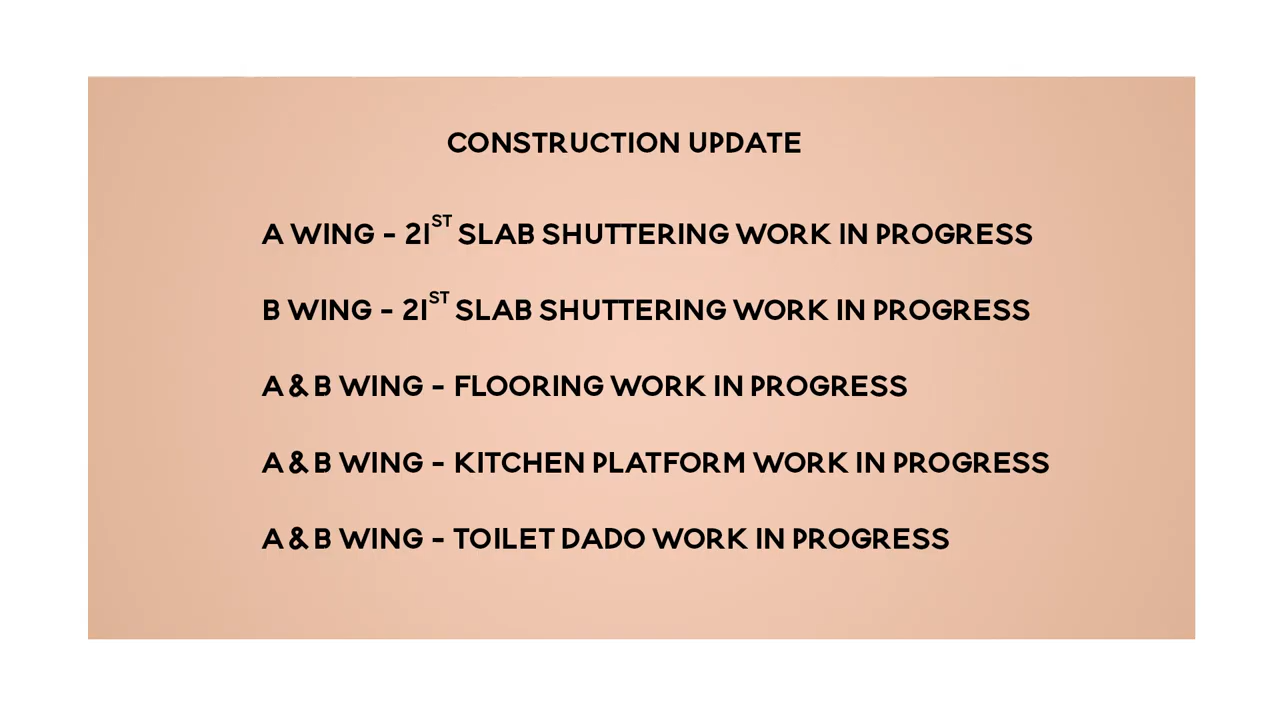 CONSTRUCTION UPDATE
A WING - 21ST SLAB SHUTTERING WORK IN PROGRESS
B WING - 21ST SLAB SHUTTERING WORK IN PROGRESS
A & B WING - FLOORING WORK IN PROGRESS
A & B WING - KITCHEN PLATFORM WORK IN PROGRESS
A & B WING - TOILET DADO WORK IN PROGRESS